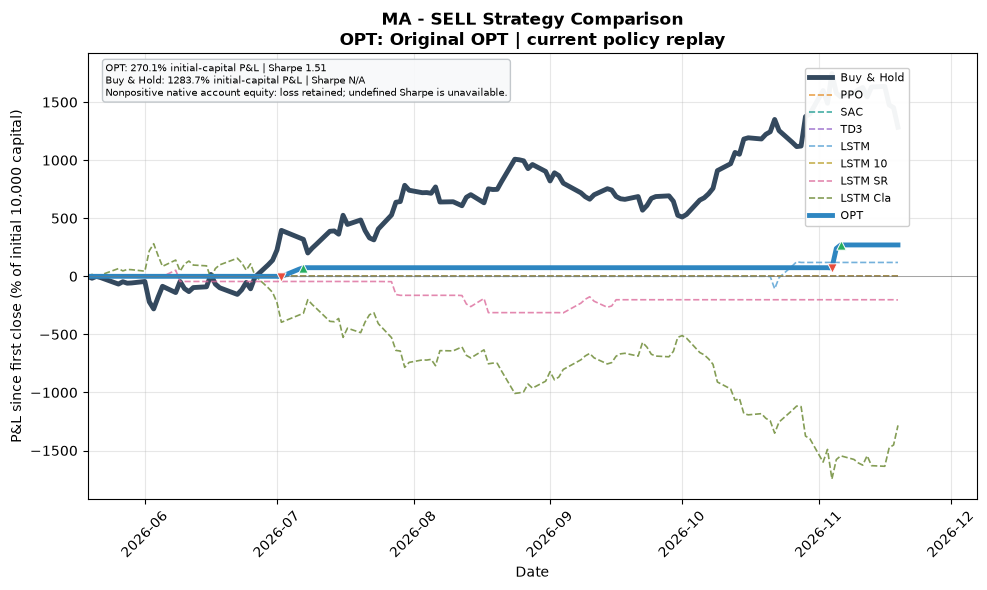 MA - SELL Strategy Comparison
OPT: Original OPT | current policy replay
OPT: 270.1% initial-capital P&L | Sharpe 1.51
Buy & Hold: 1283.7% initial-capital P&L | Sharpe N/A
Nonpositive native account equity: loss retained; undefined Sharpe is unavailable.
Buy & Hold
PPO
SAC
TD3
LSTM
LSTM 10
LSTM SR
LSTM Cla
OPT
P&L since first close (% of initial 10,000 capital)
1500
1000
500
0
−500
−1000
−1500
2026-06
2026-07
2026-08
2026-09
2026-10
2026-11
2026-12
Date